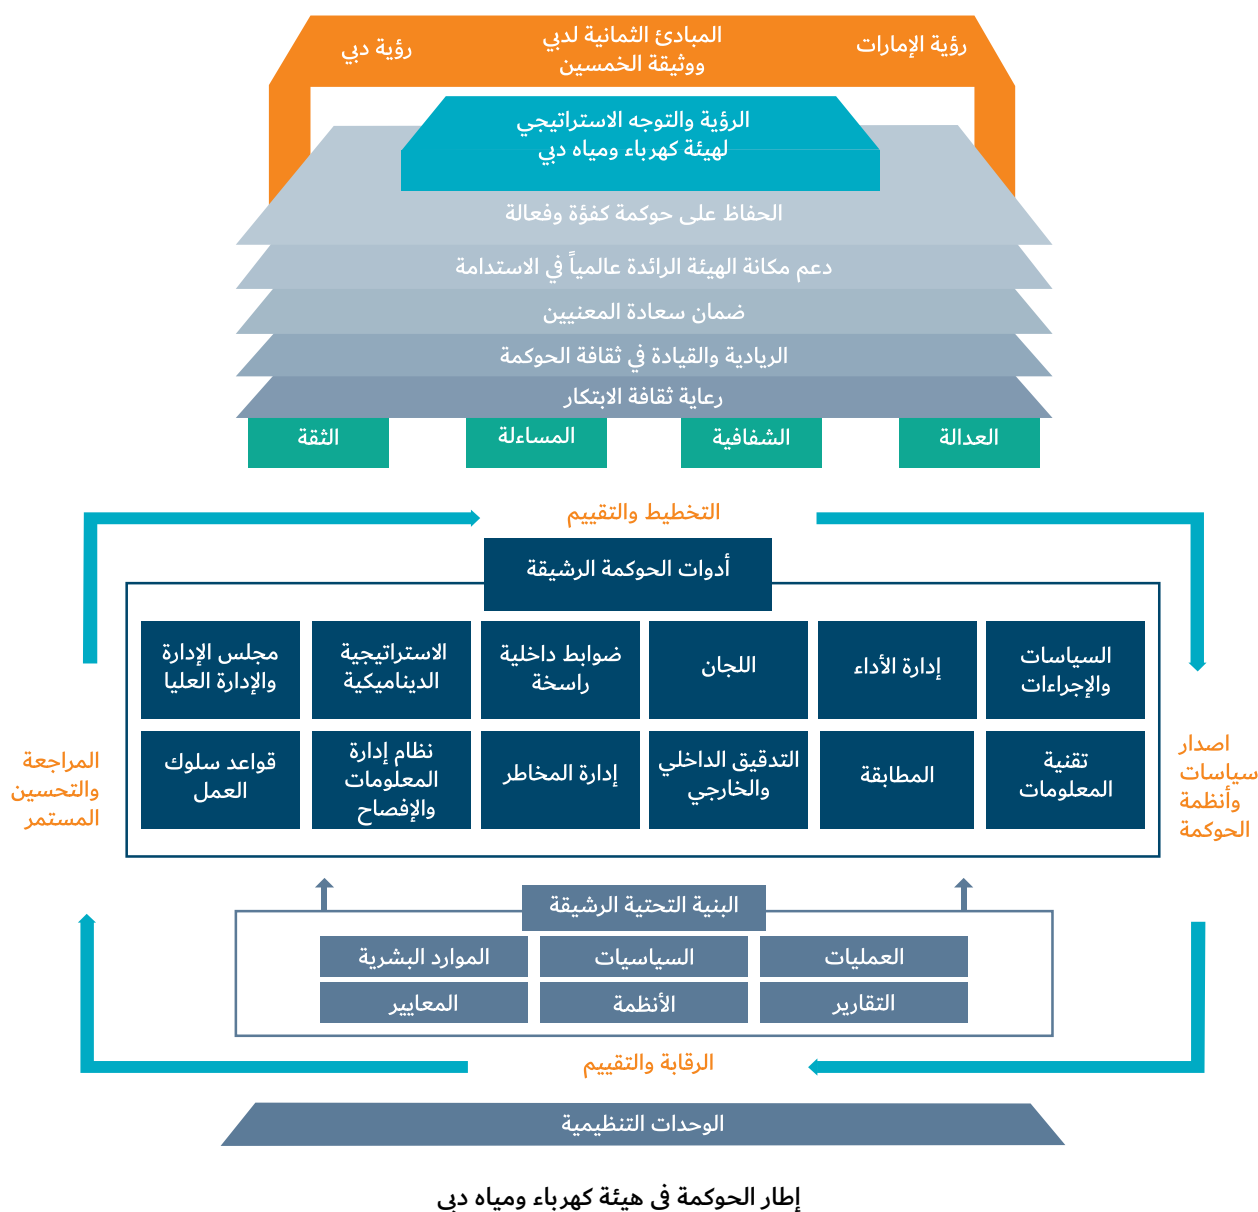 رؤية الإمارات
المبادئ الثمانية لدبي
ووثيقة الخمسين
رؤية دبي
الرؤية والتوجه الاستراتيجي
لهيئة كهرباء ومياه دبي
الحفاظ على حوكمة كفؤة وفعالة
دعم مكانة الهيئة الرائدة عالمياً في الاستدامة
ضمان سعادة المعنيين
الريادية والقيادة في ثقافة الحوكمة
رعاية ثقافة الابتكار
العدالة
الشفافية
المساءلة
الثقة
التخطيط والتقييم
أدوات الحوكمة الرشيقة
السياسات
والإجراءات
إدارة الأداء
اللجان
ضوابط داخلية
راسخة
الاستراتيجية
الديناميكية
مجلس الإدارة
والإدارة العليا
تقنية
المعلومات
المطابقة
التدقيق الداخلي
والخارجي
إدارة المخاطر
نظام إدارة
المعلومات
والإفصاح
قواعد سلوك
العمل
اصدار
سياسات
وأنظمة
الحوكمة
المراجعة
والتحسين
المستمر
البنية التحتية الرشيقة
العمليات
السياسيات
الموارد البشرية
التقارير
الأنظمة
المعايير
الرقابة والتقييم
الوحدات التنظيمية
إطار الحوكمة في هيئة كهرباء ومياه دبي